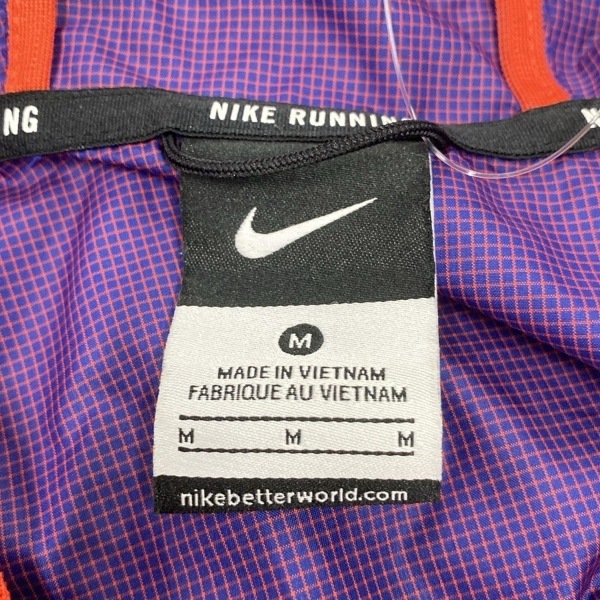 NG NIKE RUNNING
M
MADE IN VIETNAM
FABRIQUE AU VIETNAM
M M M
nikebetterworld.com